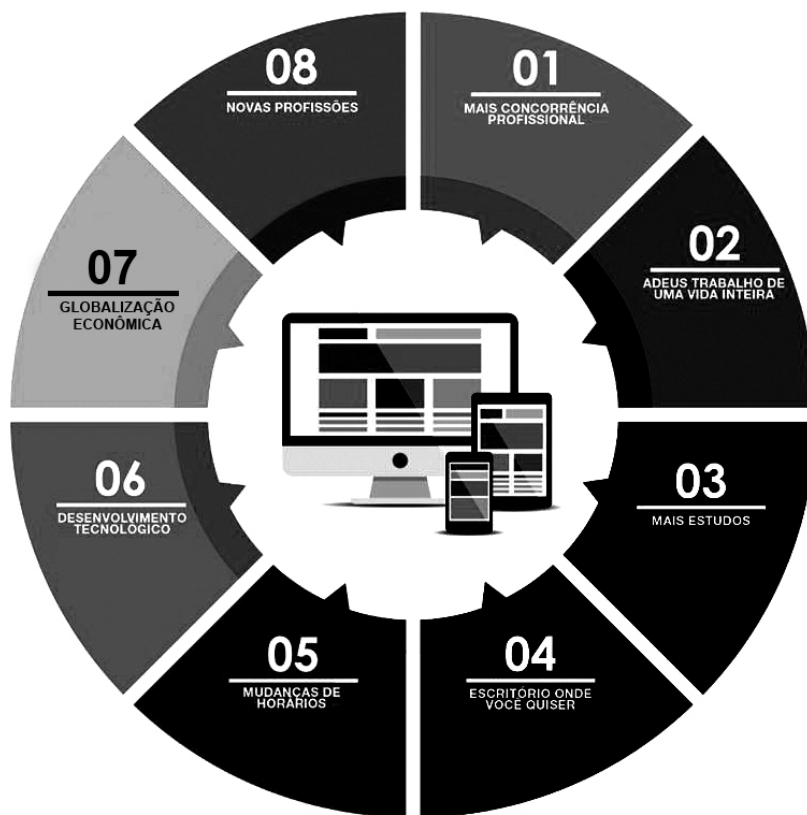 01
MAIS CONCORRÊNCIA
PROFISSIONAL
02
ADEUS TRABALHO DE
UMA VIDA INTEIRA
03
MAIS ESTUDOS
04
ESCRITÓRIO ONDE
VOCÊ QUISER
05
MUDANÇAS DE
HORÁRIOS
06
DESENVOLVIMENTO
TECNOLÓGICO
07
GLOBALIZAÇÃO
ECONÔMICA
08
NOVAS PROFISSÕES